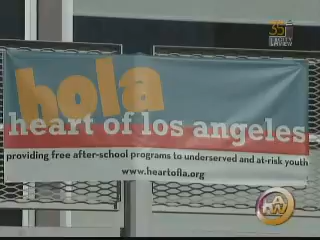 35
hola
heart of los angeles
providing free after-school programs to underserved and at-risk youth
www.heartofla.org